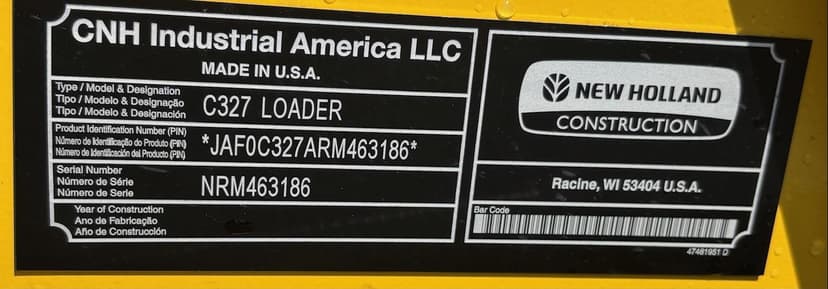 CNH Industrial America LLC
MADE IN U.S.A.
Type / Model & Designation
Tipo / Modelo & Designação
Tipo / Modelo & Designación
C327 LOADER
Product Identification Number (PIN)
Número de Identificação do Produto (PIN)
Número de Identificación del Producto (PIN)
*JAF0C327ARM463186*
Serial Number
Número de Série
Número de Serie
NRM463186
Year of Construction
Ano de Fabricação
Año de Construcción
NEW HOLLAND
CONSTRUCTION
Racine, WI 53404 U.S.A.
Bar Code
47481951 D